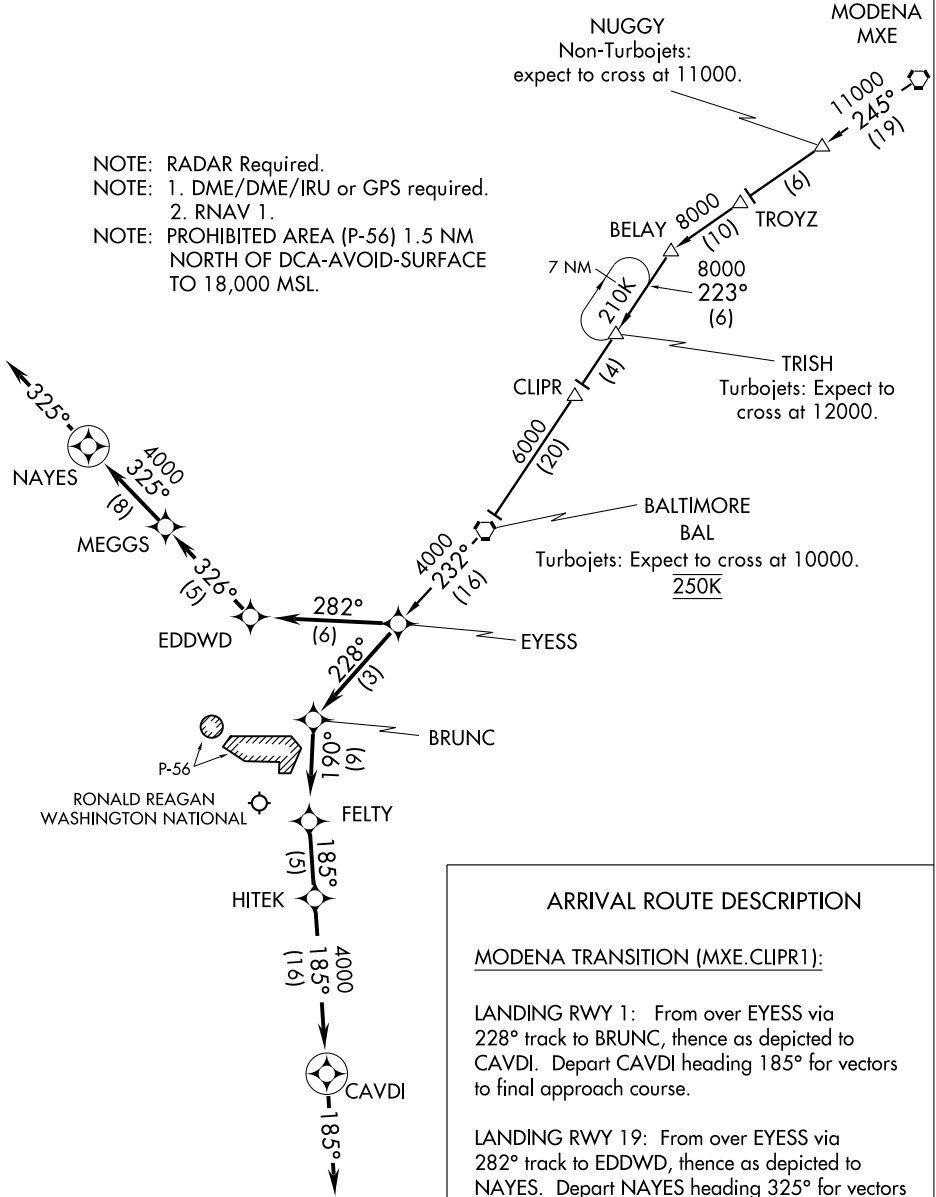 MODENA
MXE
NUGGY
Non-Turbojets:
expect to cross at 11000.
11000
245°
(19)
(6)
NOTE: RADAR Required.
NOTE: 1. DME/DME/IRU or GPS required.
2. RNAV 1.
NOTE: PROHIBITED AREA (P-56) 1.5 NM
NORTH OF DCA-AVOID-SURFACE
TO 18,000 MSL.
TROYZ
8000
(10)
BELAY
7 NM
210K
8000
223°
(6)
TRISH
Turbojets: Expect to
cross at 12000.
(4)
CLIPR
6000
(20)
BALTIMORE
BAL
Turbojets: Expect to cross at 10000.
250K
325°
NAYES
4000
325°
(8)
MEGGS
326°
(5)
EDDWD
282°
(6)
4000
232°
(16)
EYESS
228°
(3)
BRUNC
190°
(6)
P-56
RONALD REAGAN
WASHINGTON NATIONAL
FELTY
185°
(5)
HITEK
4000
185°
(16)
CAVDI
185°
ARRIVAL ROUTE DESCRIPTION
MODENA TRANSITION (MXE.CLIPR1):
LANDING RWY 1: From over EYESS via
228° track to BRUNC, thence as depicted to
CAVDI. Depart CAVDI heading 185° for vectors
to final approach course.
LANDING RWY 19: From over EYESS via
282° track to EDDWD, thence as depicted to
NAYES. Depart NAYES heading 325° for vectors